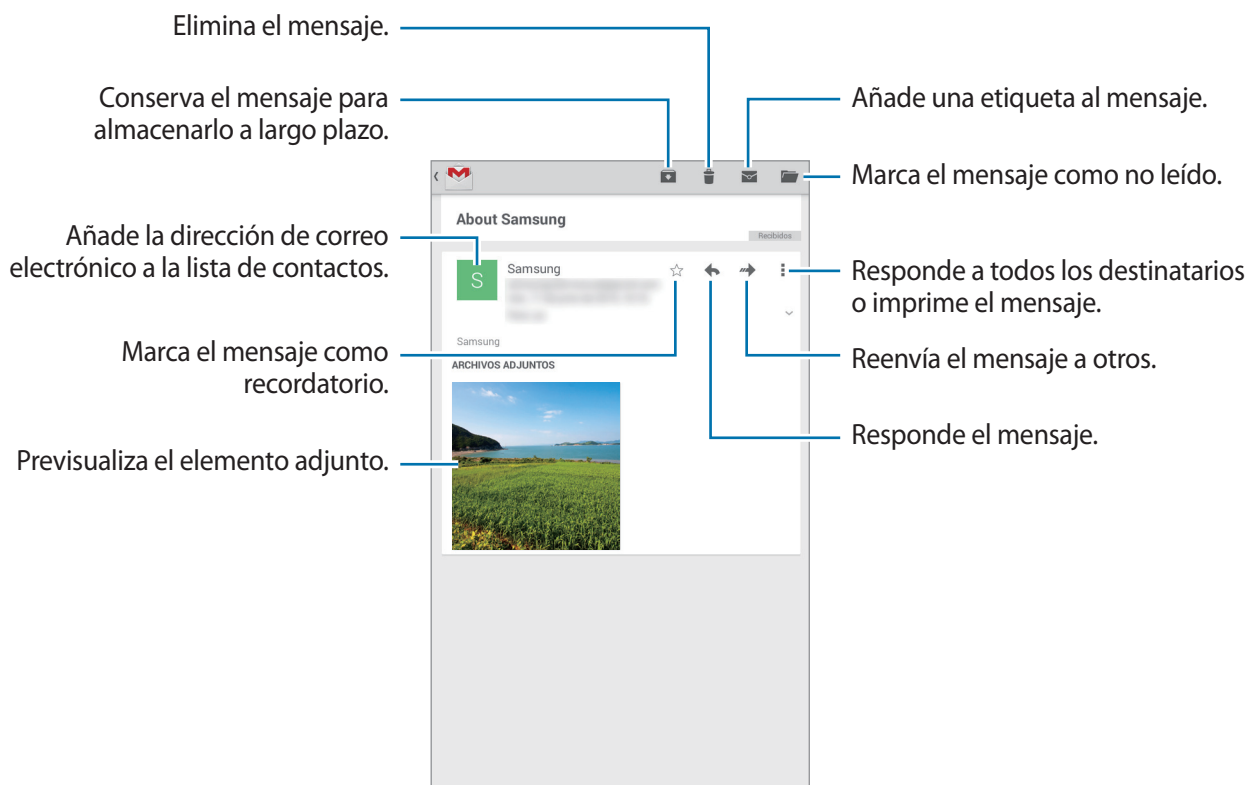 Elimina el mensaje.
Conserva el mensaje para
almacenarlo a largo plazo.
Añade una etiqueta al mensaje.
Marca el mensaje como no leído.
About Samsung
Recibidos
Añade la dirección de correo
electrónico a la lista de contactos.
S
Samsung
Responde a todos los destinatarios
o imprime el mensaje.
Samsung
Marca el mensaje como
recordatorio.
Reenvía el mensaje a otros.
ARCHIVOS ADJUNTOS
Responde el mensaje.
Previsualiza el elemento adjunto.